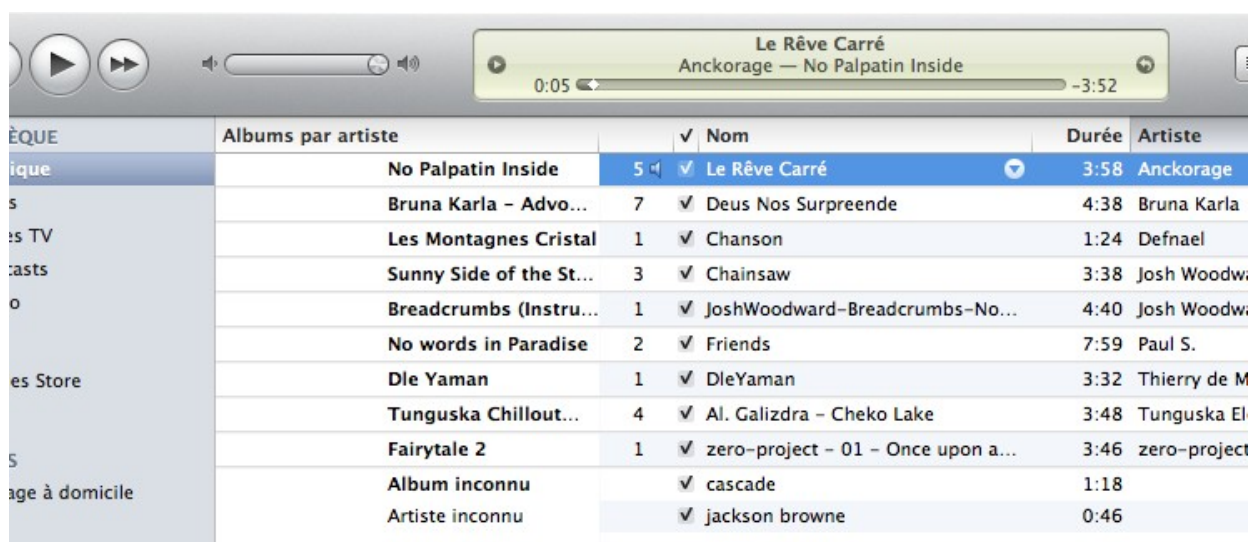 Le Rêve Carré
Anckorage — No Palpatin Inside
0:05 -3:52
ÈQUE Albums par artiste ✓ Nom Durée Artiste
ique No Palpatin Inside 5 ✓ Le Rêve Carré 3:58 Anckorage
s Bruna Karla - Advo... 7 ✓ Deus Nos Surpreende 4:38 Bruna Karla
es TV Les Montagnes Cristal 1 ✓ Chanson 1:24 Defnael
casts Sunny Side of the St... 3 ✓ Chainsaw 3:38 Josh Woodwa
o Breadcrumbs (Instru... 1 ✓ JoshWoodward-Breadcrumbs-No... 4:40 Josh Woodwa
No words in Paradise 2 ✓ Friends 7:59 Paul S.
es Store Dle Yaman 1 ✓ DleYaman 3:32 Thierry de M
Tunguska Chillout... 4 ✓ Al. Galizdra - Cheko Lake 3:48 Tunguska El
S Fairytale 2 1 ✓ zero-project - 01 - Once upon a... 3:46 zero-project
age à domicile Album inconnu ✓ cascade 1:18
Artiste inconnu ✓ jackson browne 0:46